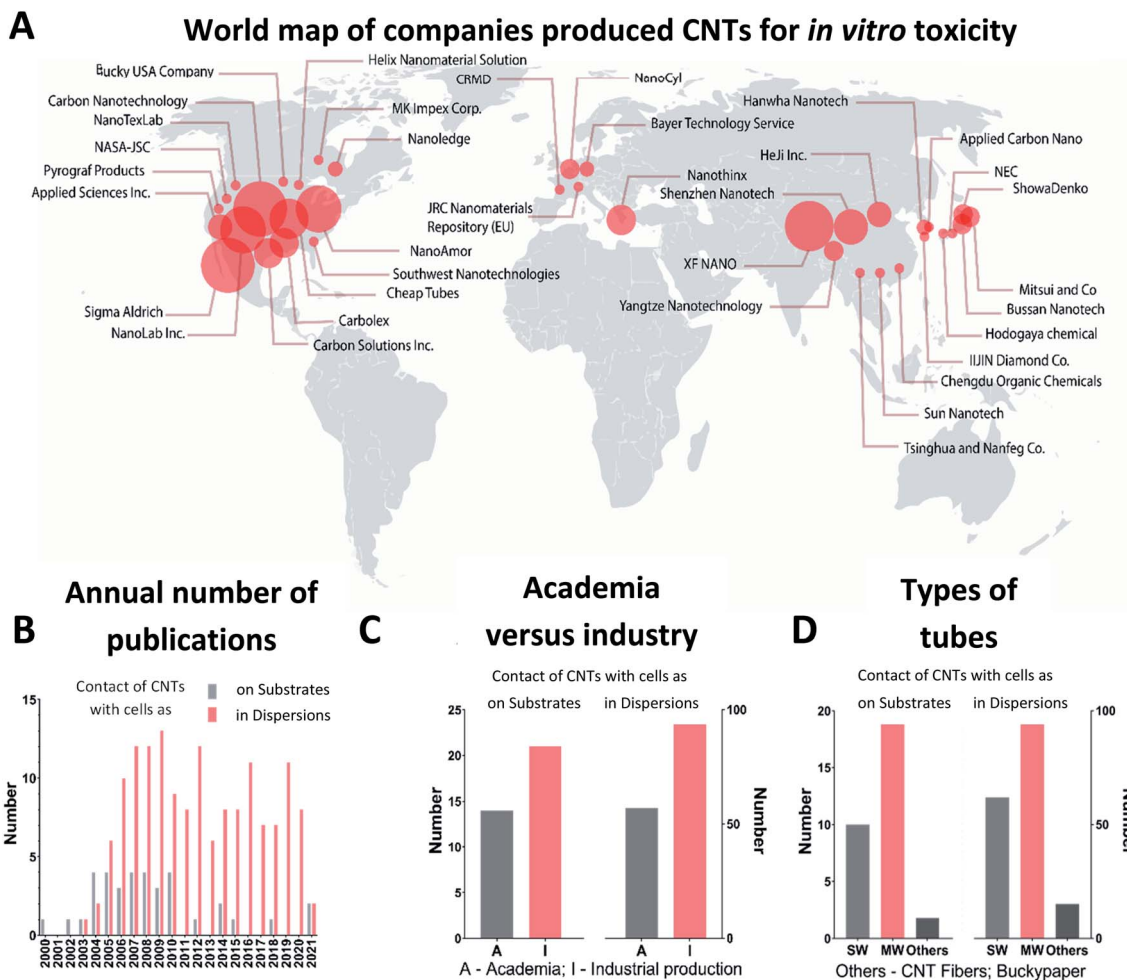 A
World map of companies produced CNTs for in vitro toxicity
Helix Nanomaterial Solution
Bucky USA Company
CRMD
NonoCyl
Carbon Nanotechnology
MK Impex Corp.
Hanwha Nanotech
NanoTexLab
Bayer Technology Service
NASA-JSC
Nanoledge
Applied Carbon Nano
HeJi Inc.
Pyrograf Products
Nanothinx
NEC
Applied Sciences Inc.
Shenzhen Nanotech
ShowaDenko
JRC Nanomaterials
Repository (EU)
NanoAmor
XF NANO
Southwest Nanotechnologies
Cheap Tubes
Mitsui and Co
Sigma Aldrich
Yangtze Nanotechnology
Bussan Nanotech
Carbolex
NanoLab Inc.
Hodogaya chemical
Carbon Solutions Inc.
IIJIN Diamond Co.
Chengdu Organic Chemicals
Sun Nanotech
Tsinghua and Nanfeg Co.
B
Annual number of
publications
Contact of CNTs
with cells as
on Substrates
in Dispersions
Number
15
10
5
0
2000 2001 2002 2003 2004 2005 2006 2007 2008 2009 2010 2011 2012 2013 2014 2015 2016 2017 2018 2019 2020 2021
C
Academia
versus industry
Contact of CNTs with cells as
on Substrates in Dispersions
Number
25
20
15
10
5
0
100
50
0
Number
A I A I
A - Academia; I - Industrial production
D
Types of
tubes
Contact of CNTs with cells as
on Substrates in Dispersions
Number
20
15
10
5
0
100
50
0
Number
SW MW Others SW MW Others
Others - CNT Fibers; Buckypaper